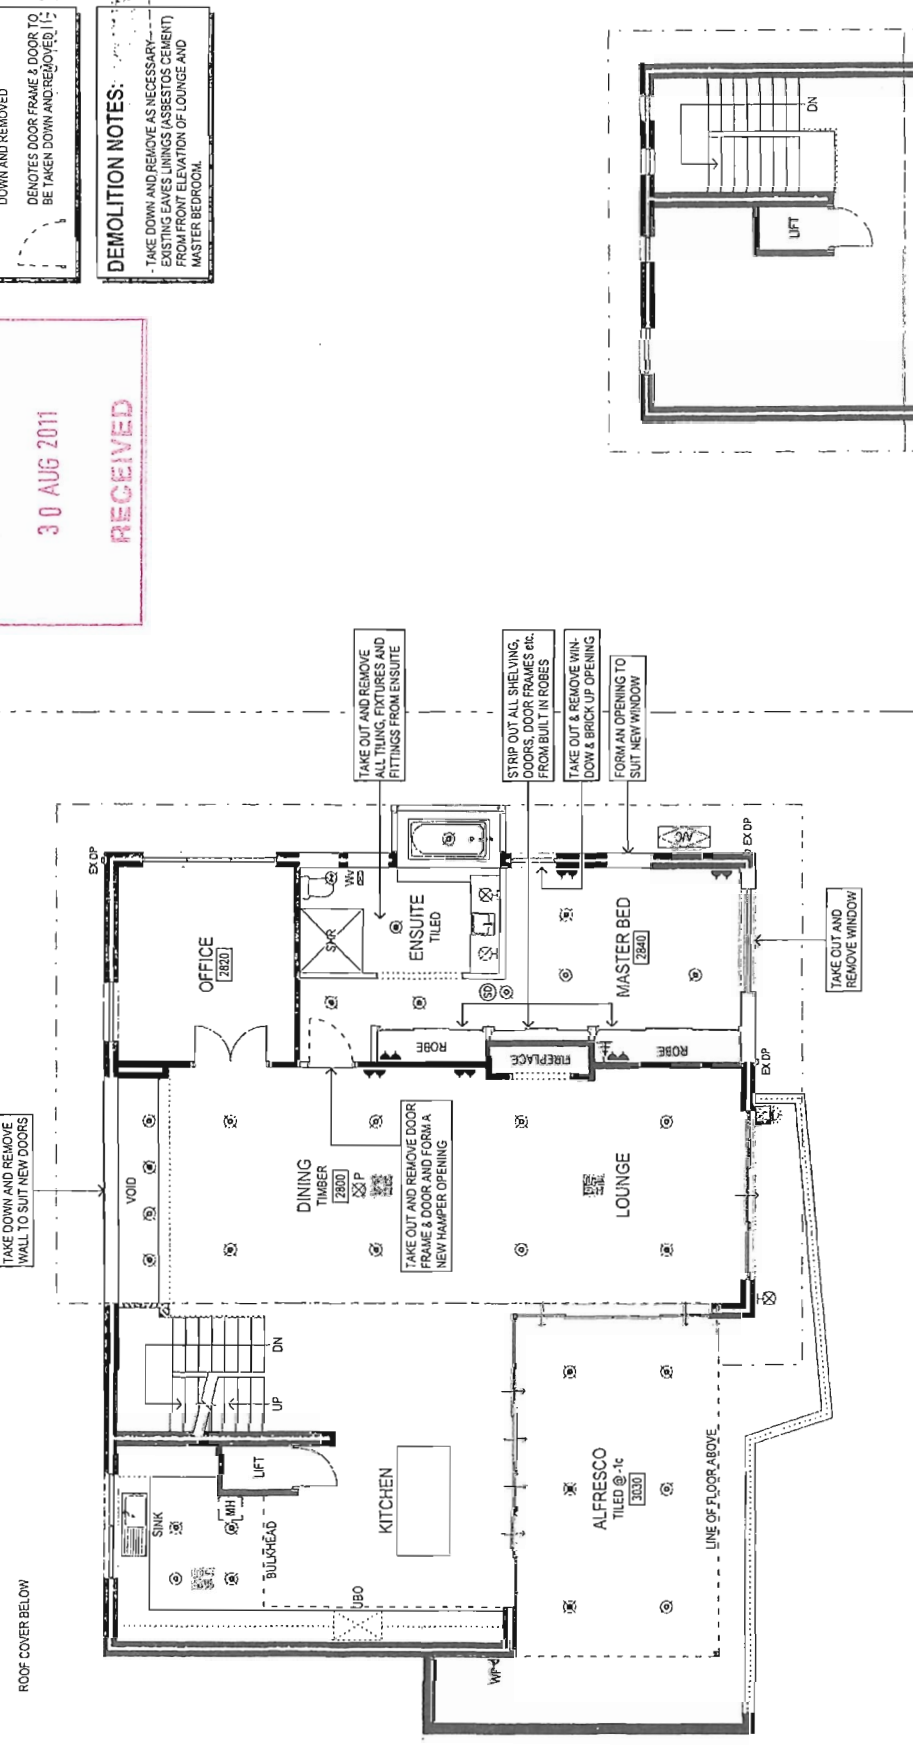 DOWN AND REMOVED
DENOTES DOOR FRAME & DOOR TO
BE TAKEN DOWN AND REMOVED
DEMOLITION NOTES:
- TAKE DOWN AND REMOVE AS NECESSARY
EXISTING EAVES LININGS (ASBESTOS CEMENT)
FROM FRONT ELEVATION OF LOUNGE AND
MASTER BEDROOM.
30 AUG 2011
RECEIVED
DN
LIFT
TAKE OUT AND REMOVE
ALL TILING, FIXTURES AND
FITTINGS FROM ENSUITE
STRIP OUT ALL SHELVING,
DOORS, DOOR FRAMES etc.
FROM BUILT IN ROBES
TAKE OUT & REMOVE WIN-
DOW & BRICK UP OPENING
FORM AN OPENING TO
SUIT NEW WINDOW
EX DP
OFFICE
2820
SHR
WV
ENSUITE
TILED
A/C
EX DP
MASTER BED
2840
SD
TAKE OUT AND
REMOVE WINDOW
ROBE
FIREPLACE
ROBE
EX DP
TAKE DOWN AND REMOVE
WALL TO SUIT NEW DOORS
VOID
DINING
TIMBER
2800
P
TAKE OUT AND REMOVE DOOR
FRAME & DOOR AND FORM A
NEW HAMPER OPENING
LOUNGE
DN
UP
LIFT
SINK
MH
BULKHEAD
KITCHEN
UBO
ALFRESCO
TILED @ -1c
3030
LINE OF FLOOR ABOVE
WP
ROOF COVER BELOW